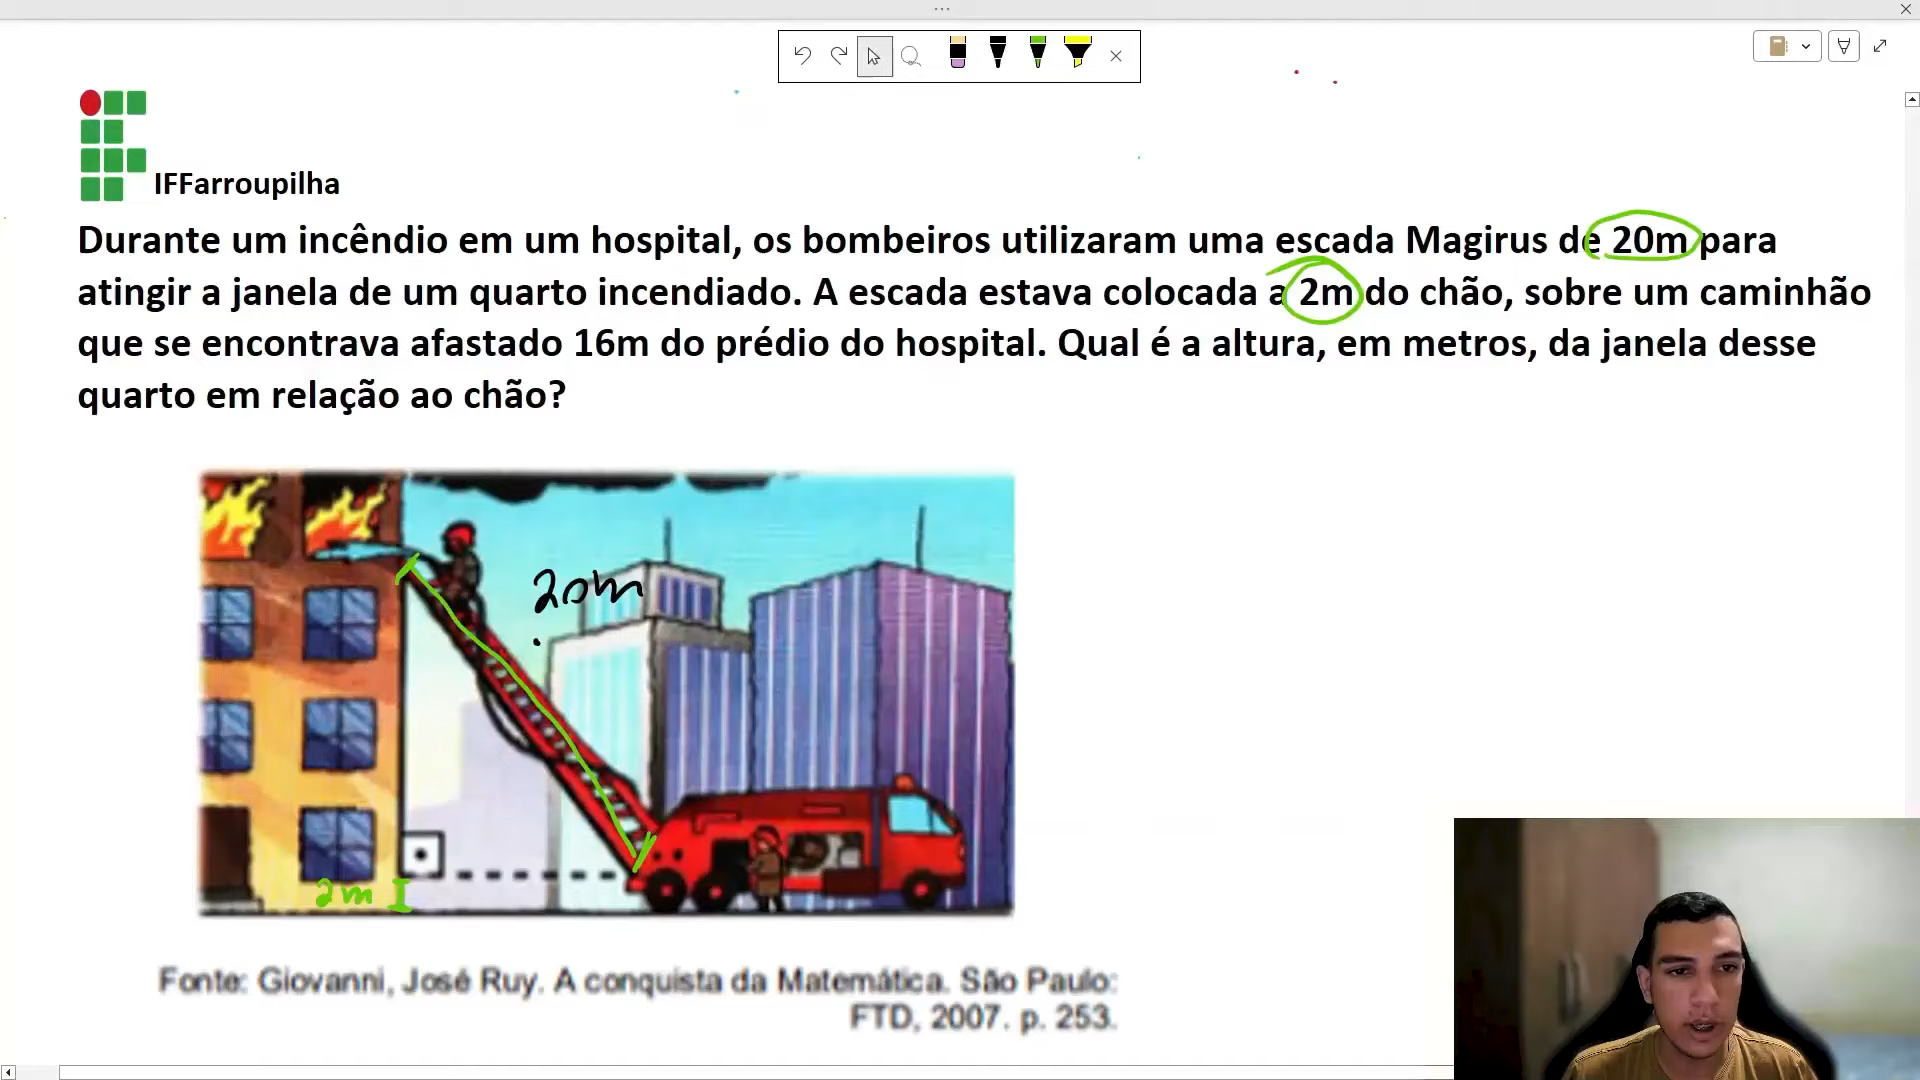 IFFarroupilha
Durante um incêndio em um hospital, os bombeiros utilizaram uma escada Magirus de 20m para
atingir a janela de um quarto incendiado. A escada estava colocada a 2m do chão, sobre um caminhão
que se encontrava afastado 16m do prédio do hospital. Qual é a altura, em metros, da janela desse
quarto em relação ao chão?
20m
2m
Fonte: Giovanni, José Ruy. A conquista da Matemática. São Paulo:
FTD, 2007. p. 253.